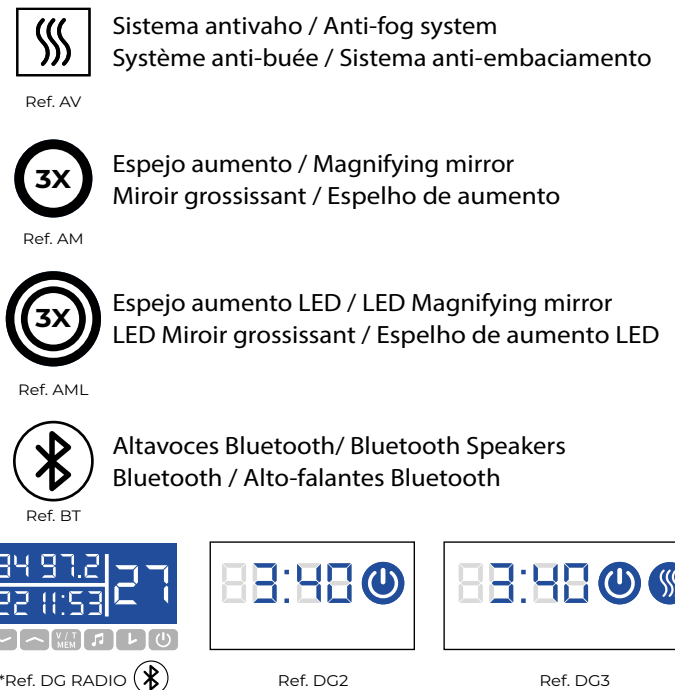 Sistema antivaho / Anti-fog system
Système anti-buée / Sistema anti-embaciamento
Ref. AV
3X
Espejo aumento / Magnifying mirror
Miroir grossissant / Espelho de aumento
Ref. AM
3X
Espejo aumento LED / LED Magnifying mirror
LED Miroir grossissant / Espelho de aumento LED
Ref. AML
Altavoces Bluetooth/ Bluetooth Speakers
Bluetooth / Alto-falantes Bluetooth
Ref. BT
97.2
11:53
27
V / T
MEM
3:40
3:40
*Ref. DG RADIO
Ref. DG2
Ref. DG3